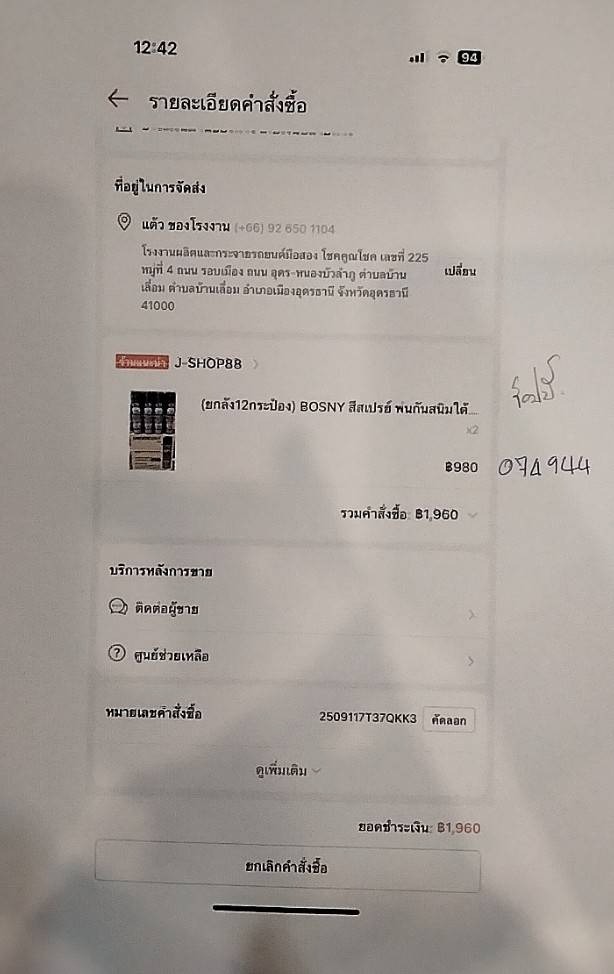 12:42
94
รายละเอียดคำสั่งซื้อ
ที่อยู่ในการจัดส่ง
แต้ว ของโรงงาน (+66) 92 650 1104
โรงงานผลิตและกระจายรถยนต์มือสอง โชคคูณโชค เลขที่ 225
หมู่ที่ 4 ถนน รอบเมือง ถนน อุดร-หนองบัวลำภู ตำบลบ้าน
เลื่อม ตำบลบ้านเลื่อม อำเภอเมืองอุดรธานี จังหวัดอุดรธานี
41000
เปลี่ยน
ร้านแนะนำ J-SHOP88
(ยกลัง12กระป๋อง) BOSNY สีสเปรย์ พ่นกันสนิมใต้...
x2
฿980
074944
รวมคำสั่งซื้อ: ฿1,960
บริการหลังการขาย
ติดต่อผู้ขาย
ศูนย์ช่วยเหลือ
หมายเลขคำสั่งซื้อ 2509117T37QKK3 คัดลอก
ดูเพิ่มเติม
ยอดชำระเงิน: ฿1,960
ยกเลิกคำสั่งซื้อ